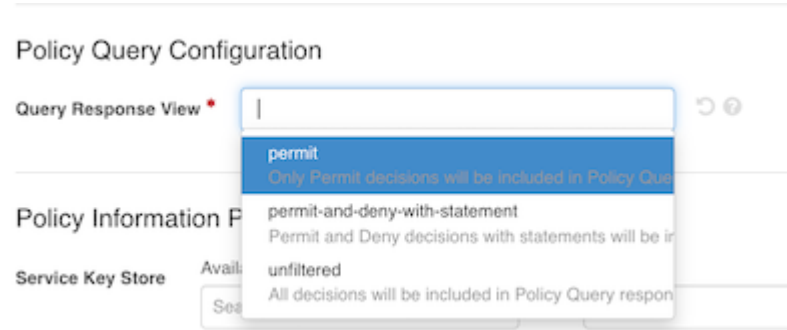 Policy Query Configuration
Query Response View *
permit
Only Permit decisions will be included in Policy Que
permit-and-deny-with-statement
Permit and Deny decisions with statements will be ir
unfiltered
All decisions will be included in Policy Query respon
Policy Information P
Service Key Store
Availa
Sea